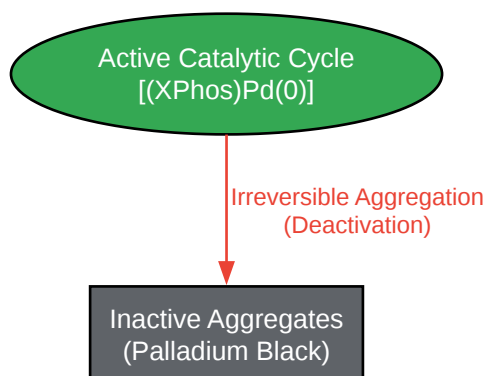 Active Catalytic Cycle
[(XPhos)Pd(0)]
Irreversible Aggregation
(Deactivation)
Inactive Aggregates
(Palladium Black)